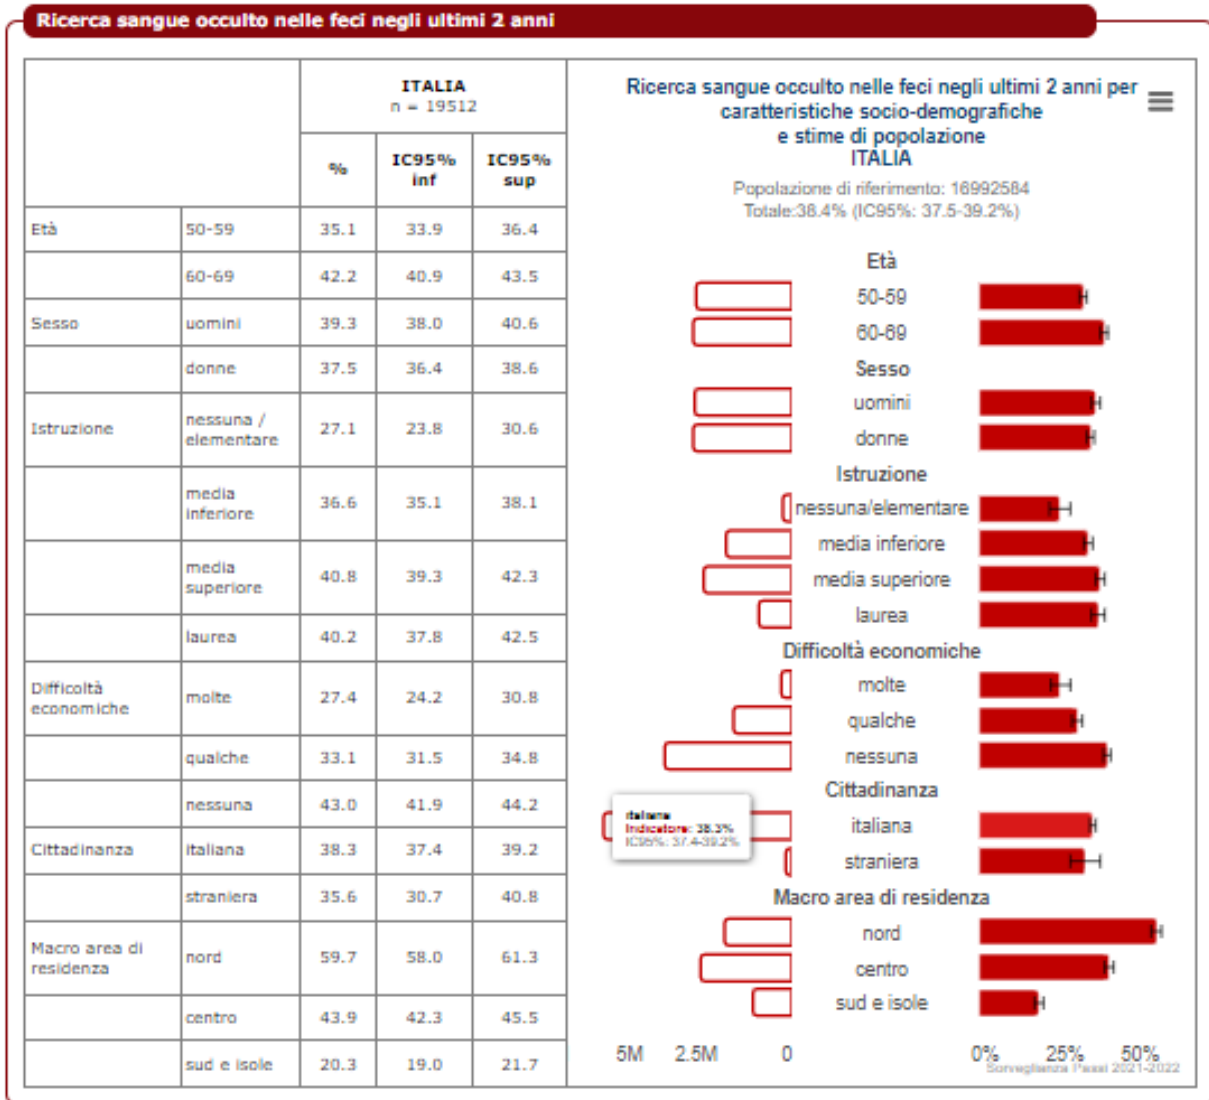 Ricerca sangue occulto nelle feci negli ultimi 2 anni
ITALIA
n = 19512
% IC95% inf IC95% sup
Età 50-59 35.1 33.9 36.4
60-69 42.2 40.9 43.5
Sesso uomini 39.3 38.0 40.6
donne 37.5 36.4 38.6
Istruzione nessuna / elementare 27.1 23.8 30.6
media inferiore 36.6 35.1 38.1
media superiore 40.8 39.3 42.3
laurea 40.2 37.8 42.5
Difficoltà economiche molte 27.4 24.2 30.8
qualche 33.1 31.5 34.8
nessuna 43.0 41.9 44.2
Cittadinanza italiana 38.3 37.4 39.2
straniera 35.6 30.7 40.8
Macro area di residenza nord 59.7 58.0 61.3
centro 43.9 42.3 45.5
sud e isole 20.3 19.0 21.7
Ricerca sangue occulto nelle feci negli ultimi 2 anni per
caratteristiche socio-demografiche
e stime di popolazione
ITALIA
Popolazione di riferimento: 16992584
Totale:38.4% (IC95%: 37.5-39.2%)
Età
50-59
60-69
Sesso
uomini
donne
Istruzione
nessuna/elementare
media inferiore
media superiore
laurea
Difficoltà economiche
molte
qualche
nessuna
Cittadinanza
italiana
straniera
italiana
Indicatore: 38.3%
IC95%: 37.4-39.2%
Macro area di residenza
nord
centro
sud e isole
5M 2.5M 0 0% 25% 50%
Sorveglianza Passi 2021-2022